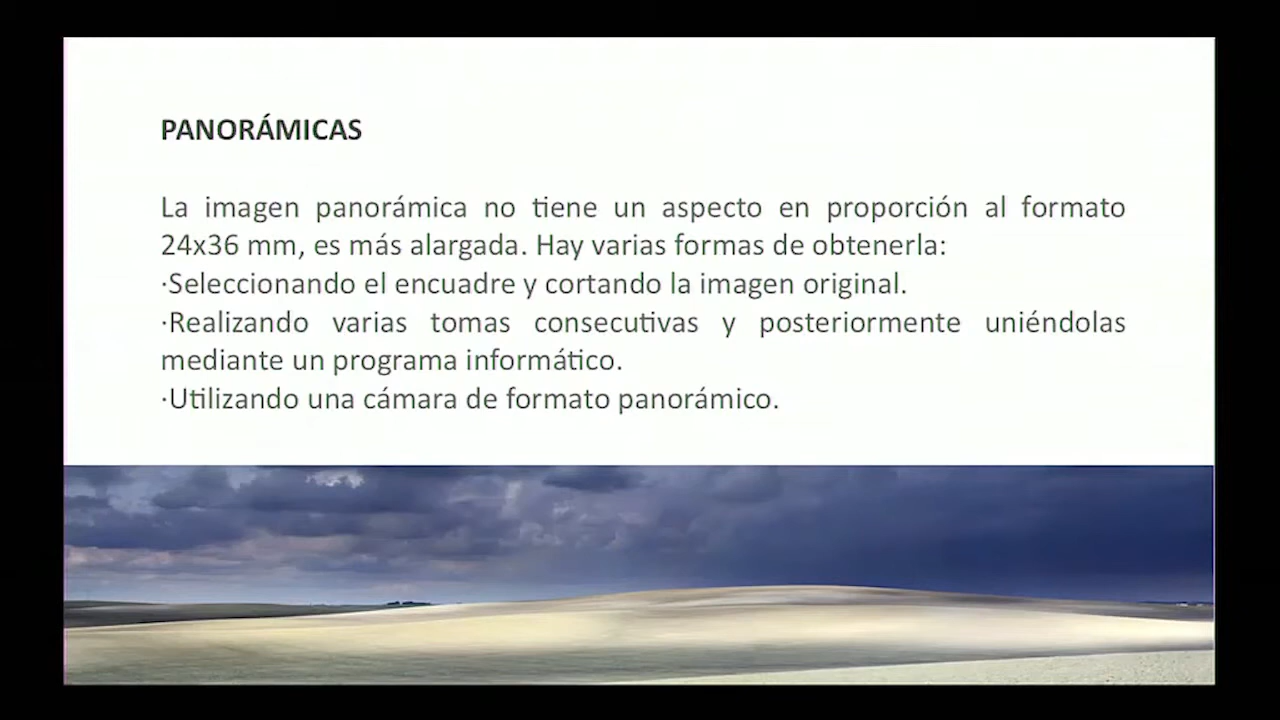 PANORÁMICAS
La imagen panorámica no tiene un aspecto en proporción al formato
24x36 mm, es más alargada. Hay varias formas de obtenerla:
·Seleccionando el encuadre y cortando la imagen original.
·Realizando varias tomas consecutivas y posteriormente uniéndolas
mediante un programa informático.
·Utilizando una cámara de formato panorámico.